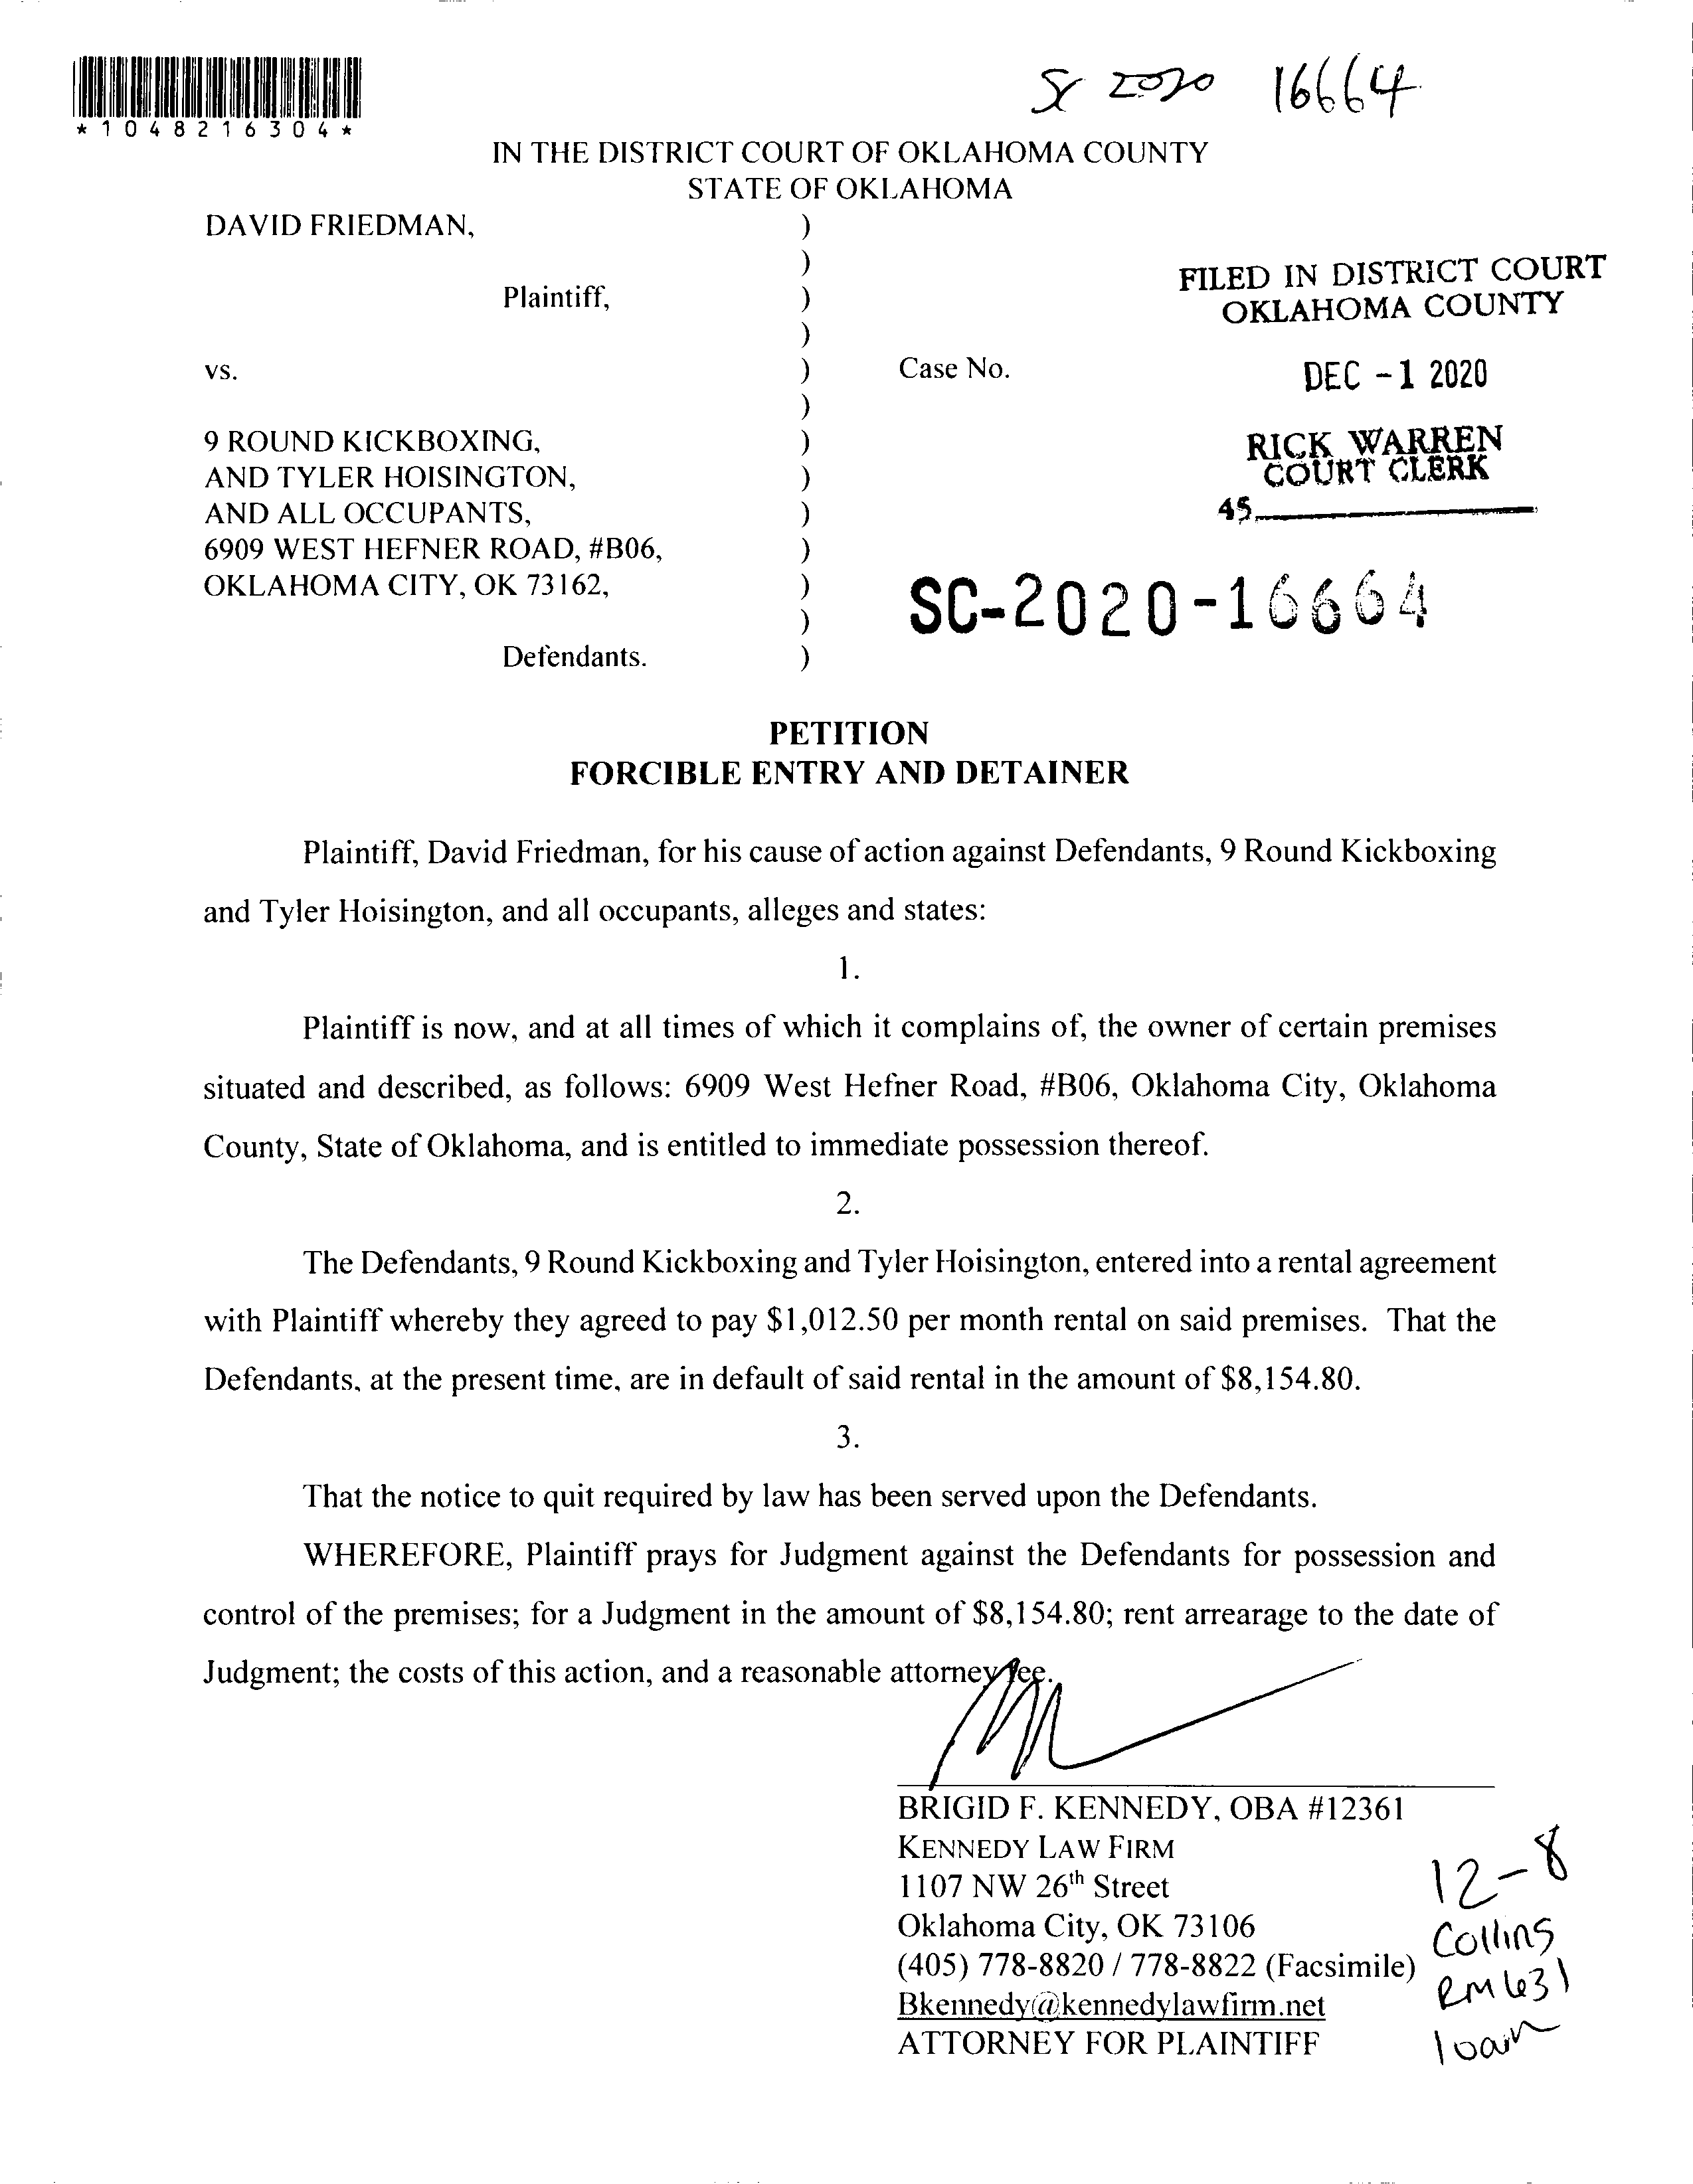 SC 2020 16664
*1048216304*
IN THE DISTRICT COURT OF OKLAHOMA COUNTY
STATE OF OKLAHOMA
DAVID FRIEDMAN, )
)
Plaintiff, )
)
vs. ) Case No.
)
9 ROUND KICKBOXING, )
AND TYLER HOISINGTON, )
AND ALL OCCUPANTS, )
6909 WEST HEFNER ROAD, #B06, )
OKLAHOMA CITY, OK 73162, )
)
Defendants. )
FILED IN DISTRICT COURT
OKLAHOMA COUNTY
DEC -1 2020
RICK WARREN
COURT CLERK
45
SC-2020-16664
PETITION
FORCIBLE ENTRY AND DETAINER
Plaintiff, David Friedman, for his cause of action against Defendants, 9 Round Kickboxing
and Tyler Hoisington, and all occupants, alleges and states:
1.
Plaintiff is now, and at all times of which it complains of, the owner of certain premises
situated and described, as follows: 6909 West Hefner Road, #B06, Oklahoma City, Oklahoma
County, State of Oklahoma, and is entitled to immediate possession thereof.
2.
The Defendants, 9 Round Kickboxing and Tyler Hoisington, entered into a rental agreement
with Plaintiff whereby they agreed to pay $1,012.50 per month rental on said premises. That the
Defendants, at the present time, are in default of said rental in the amount of $8,154.80.
3.
That the notice to quit required by law has been served upon the Defendants.
WHEREFORE, Plaintiff prays for Judgment against the Defendants for possession and
control of the premises; for a Judgment in the amount of $8,154.80; rent arrearage to the date of
Judgment; the costs of this action, and a reasonable attorney fee.
BRIGID F. KENNEDY, OBA #12361
KENNEDY LAW FIRM
1107 NW 26th Street
Oklahoma City, OK 73106
(405) 778-8820 / 778-8822 (Facsimile)
Bkennedy@kennedylawfirm.net
ATTORNEY FOR PLAINTIFF
12-8
Collins
RM 631
10am